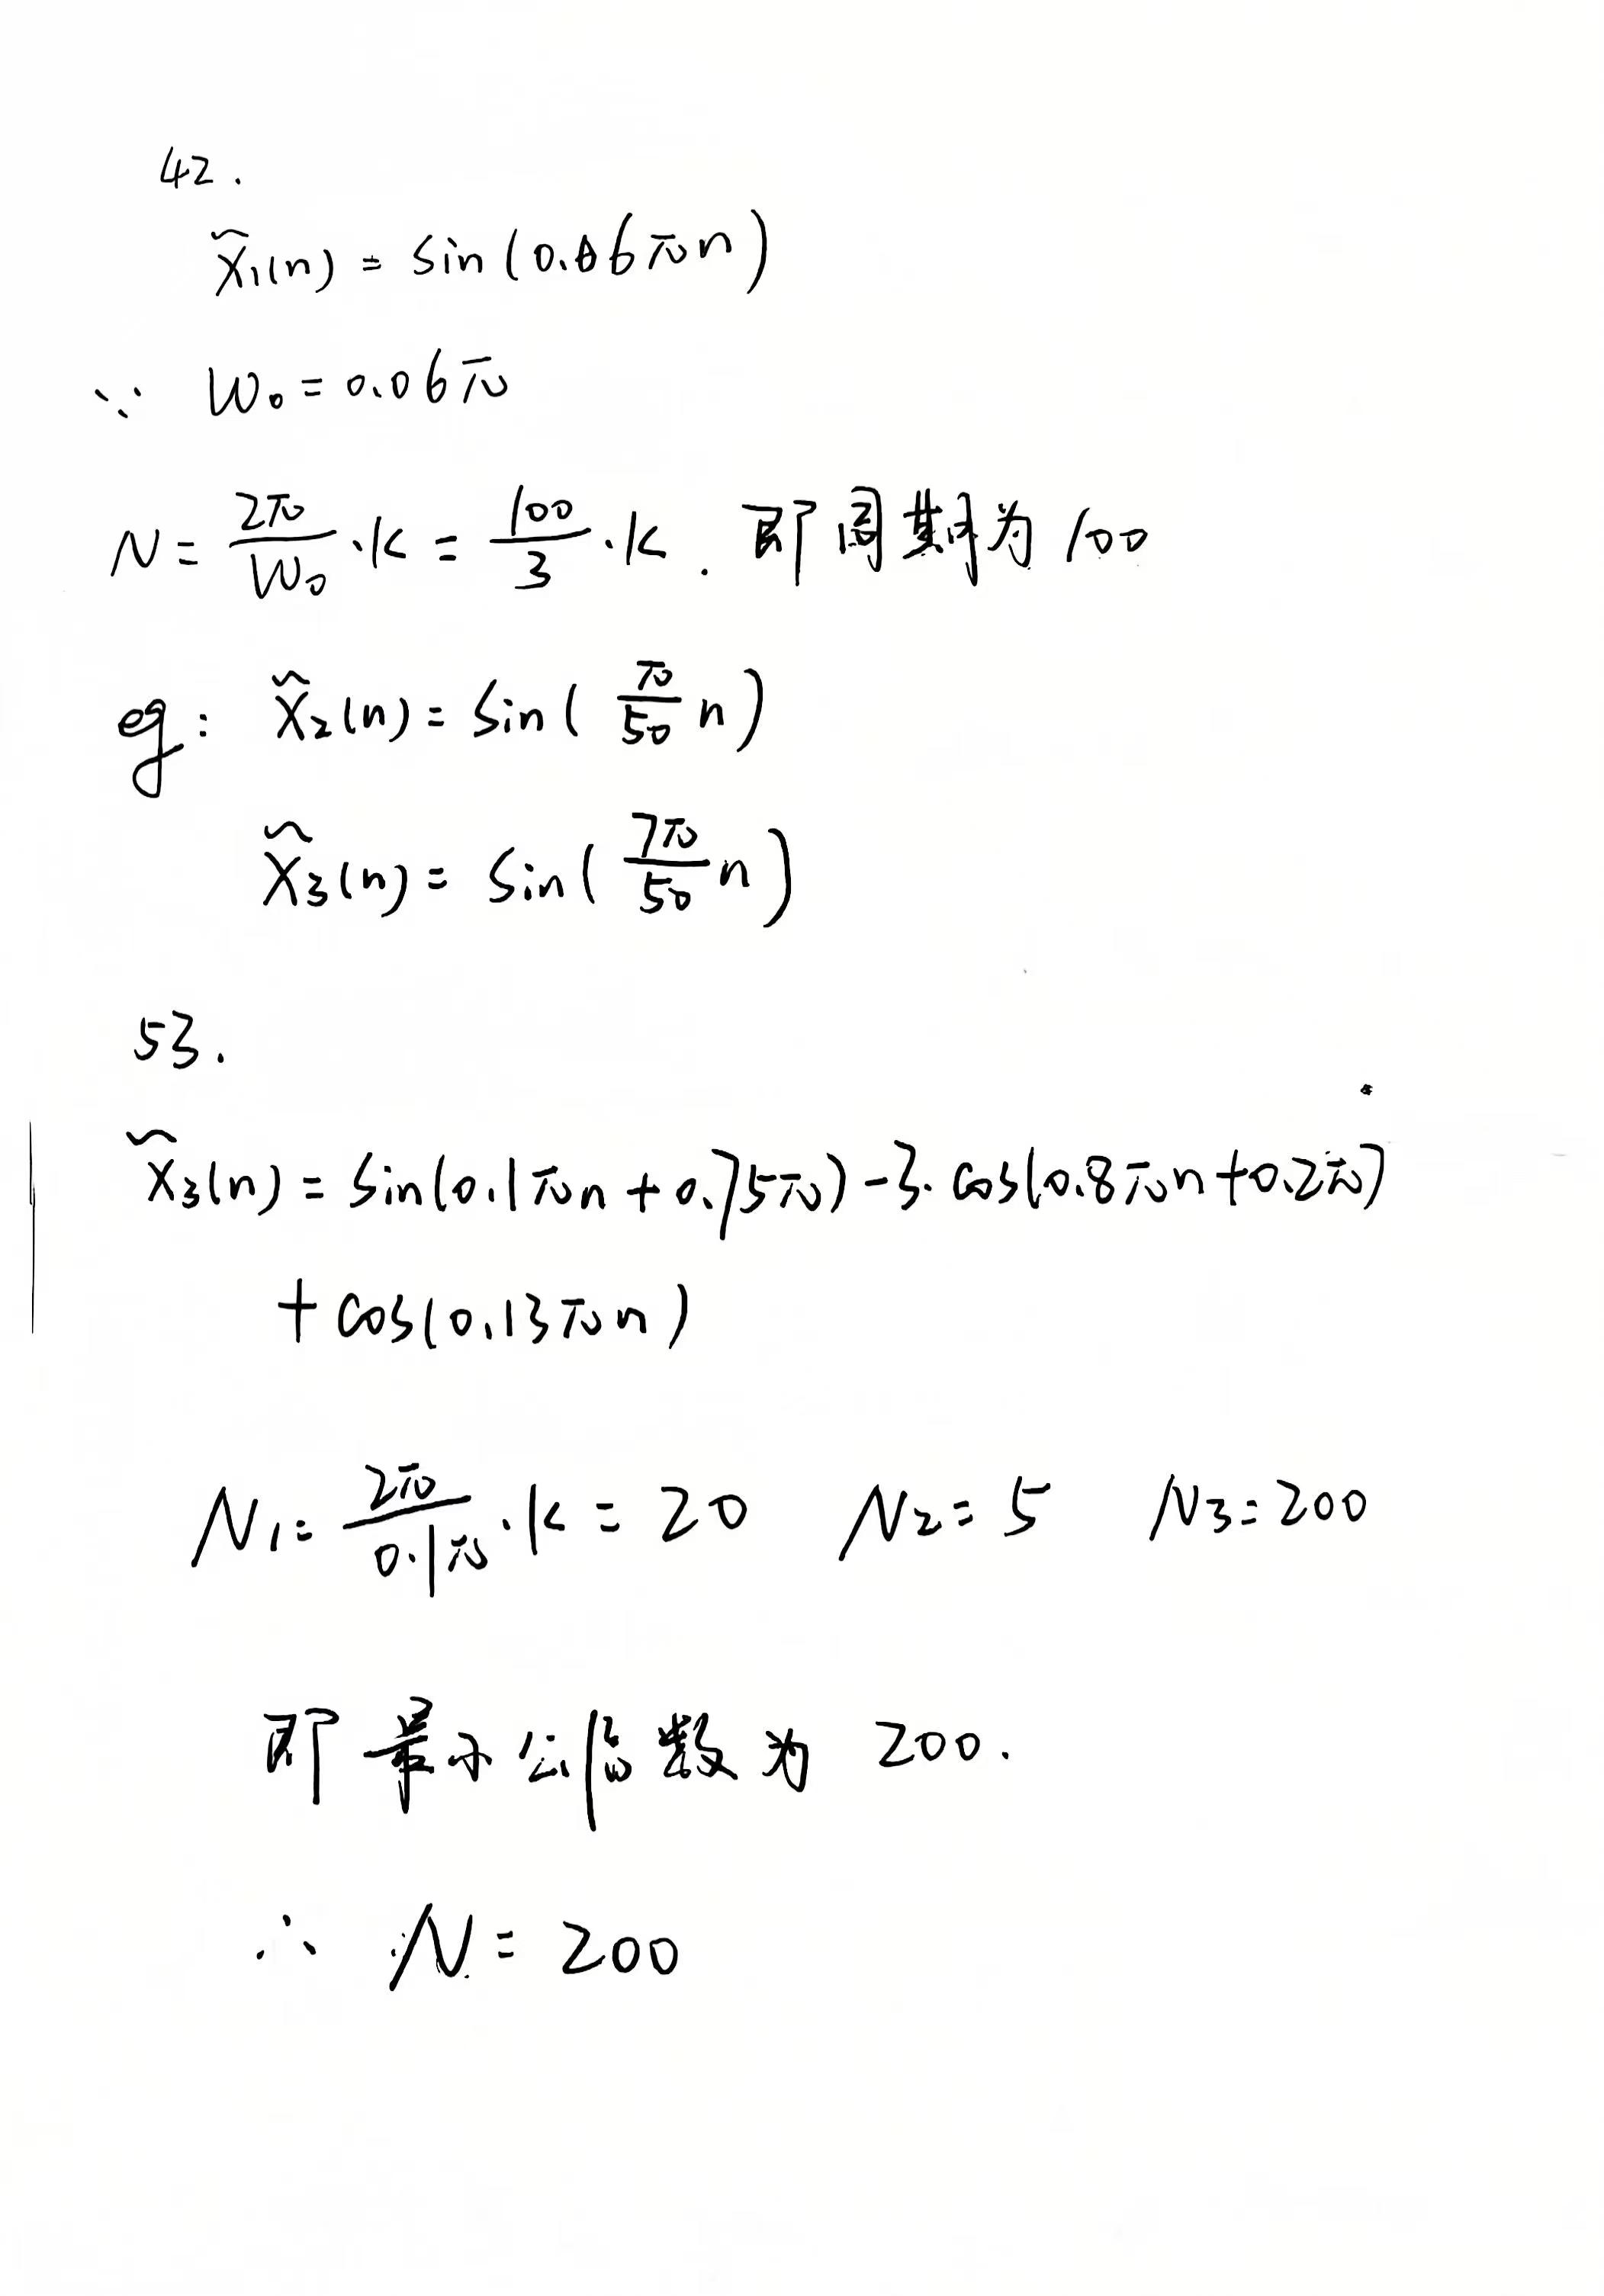 42.
x̃₁(n) = sin(0.06πn)
∵ W₀ = 0.06π
N = 2π/W₀ · k = 100/3 · k . 即周期为 100
eg: x̃₂(n) = sin( π/50 n)
x̃₃(n) = sin( 7π/50 n)
53.
x̃₃(n) = sin(0.1πn + 0.75π) - 3. cos(0.8πn + 0.2π)
+ cos(0.13πn)
N₁ = 2π/0.1π · k = 20 N₂ = 5 N₃ = 200
即最小公倍数为 200.
∴ N = 200